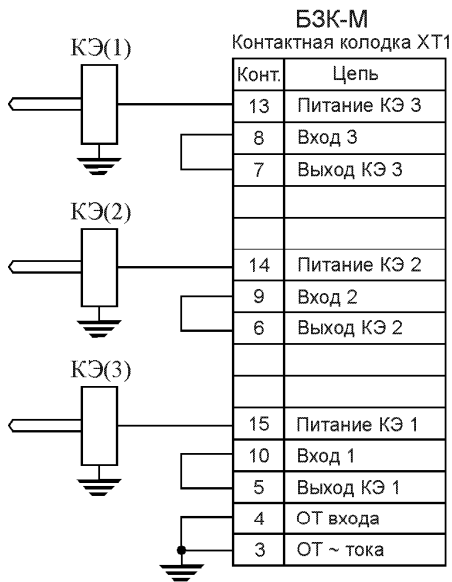 БЗК-М
Контактная колодка XT1
Конт. Цепь
КЭ(1)
13 Питание КЭ 3
8 Вход 3
7 Выход КЭ 3
КЭ(2)
14 Питание КЭ 2
9 Вход 2
6 Выход КЭ 2
КЭ(3)
15 Питание КЭ 1
10 Вход 1
5 Выход КЭ 1
4 ОТ входа
3 ОТ ~ тока